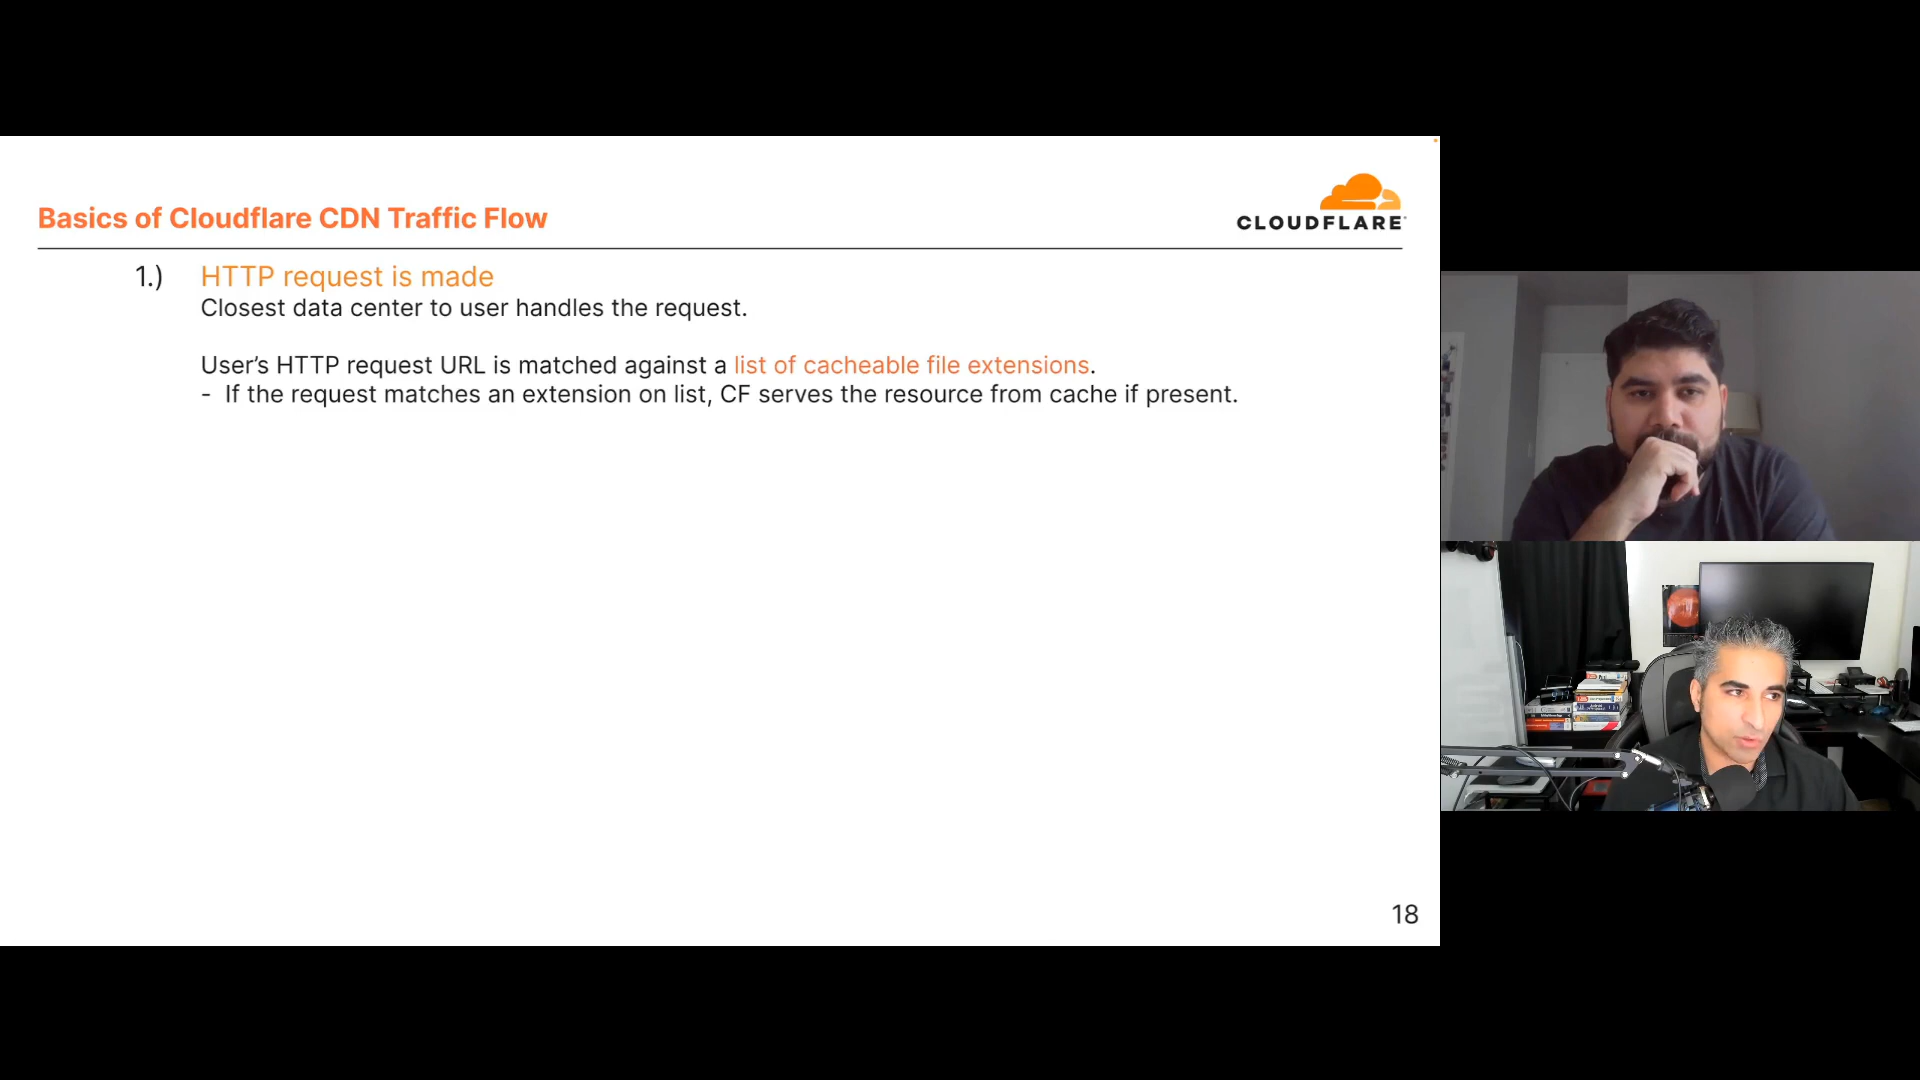 Basics of Cloudflare CDN Traffic Flow
CLOUDFLARE
1.) HTTP request is made
Closest data center to user handles the request.
User’s HTTP request URL is matched against a list of cacheable file extensions.
- If the request matches an extension on list, CF serves the resource from cache if present.
18